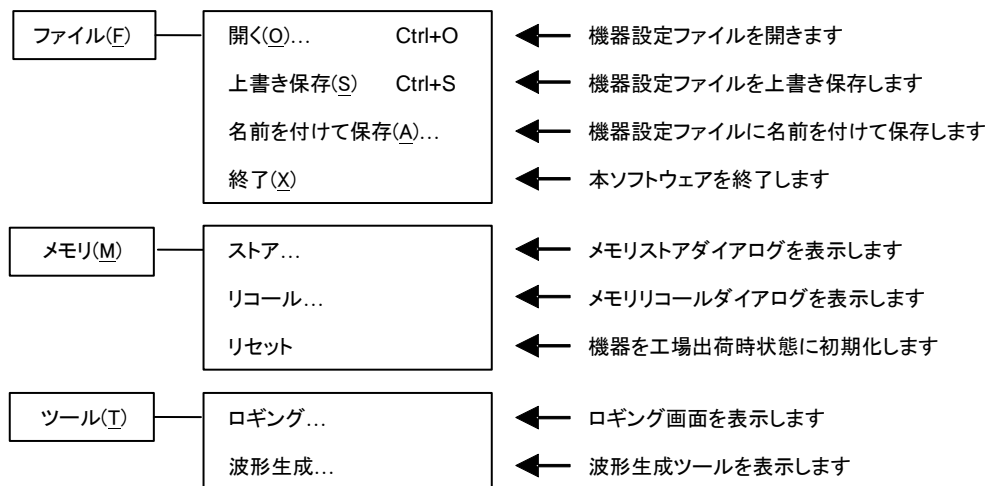 ファイル(F)
開く(O)... Ctrl+O 機器設定ファイルを開きます
上書き保存(S) Ctrl+S 機器設定ファイルを上書き保存します
名前を付けて保存(A)... 機器設定ファイルに名前を付けて保存します
終了(X) 本ソフトウェアを終了します
メモリ(M)
ストア... メモリストアダイアログを表示します
リコール... メモリリコールダイアログを表示します
リセット 機器を工場出荷時状態に初期化します
ツール(T)
ロギング... ロギング画面を表示します
波形生成... 波形生成ツールを表示します